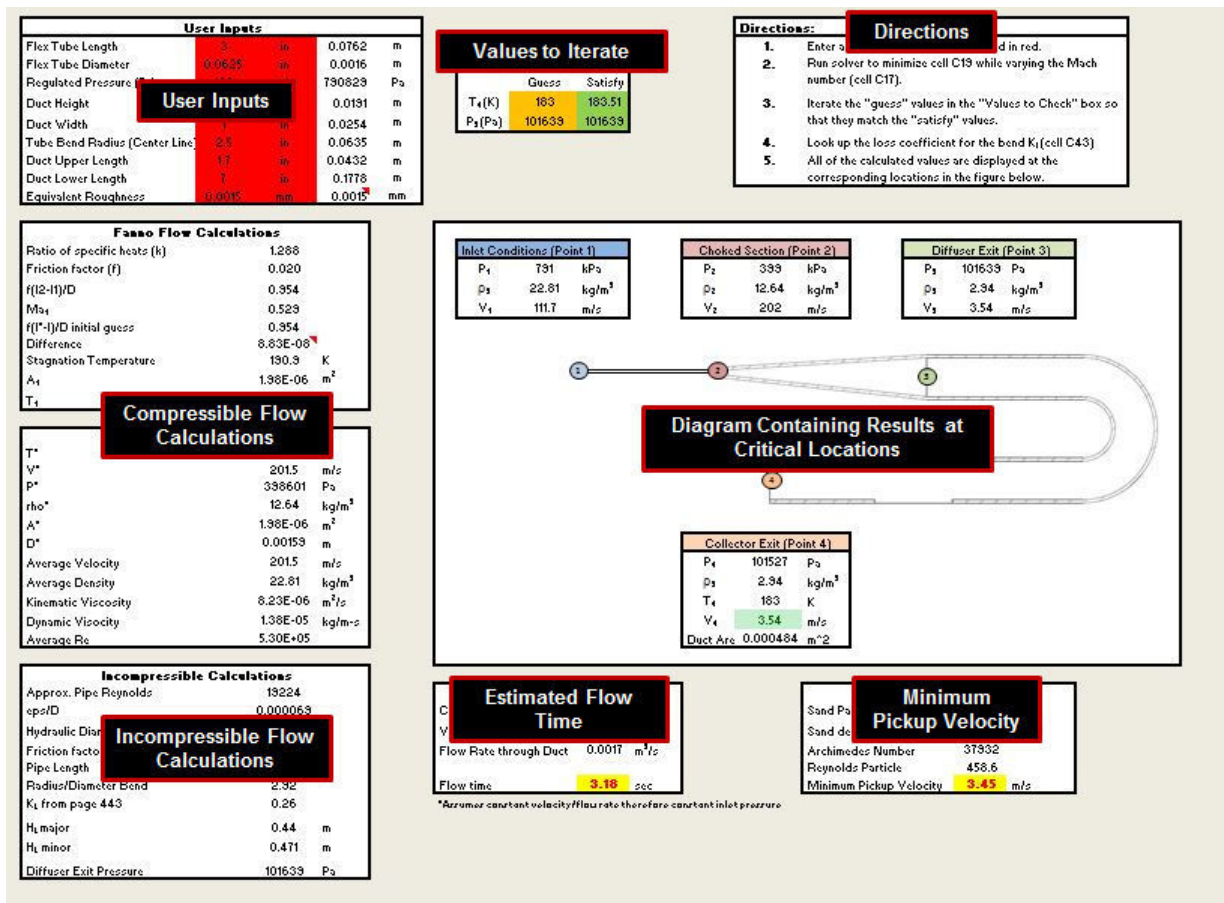 User Inputs
Flex Tube Length 3 in 0.0762 m
Flex Tube Diameter 0.0625 in 0.0016 m
Regulated Pressure 790829 Pa
Duct Height 0.0191 m
Duct Width 1 in 0.0254 m
Tube Bend Radius (Center Line) 2.5 in 0.0635 m
Duct Upper Length 1.7 in 0.0432 m
Duct Lower Length 7 in 0.1778 m
Equivalent Roughness 0.0015 mm 0.0015 mm
User Inputs
Values to Iterate
Guess Satisfy
T₄(K) 183 183.51
P₃(Pa) 101639 101639
Directions:
Directions
1. Enter a d in red.
2. Run solver to minimize cell C19 while varying the Mach
number (cell C17).
3. Iterate the "guess" values in the "Values to Check" box so
that they match the "satisfy" values.
4. Look up the loss coefficient for the bend Kₗ (cell C43)
5. All of the calculated values are displayed at the
corresponding locations in the figure below.
Fanno Flow Calculations
Ratio of specific heats (k) 1.288
Friction factor (f) 0.020
f(l2-l1)/D 0.954
Ma₁ 0.529
f(l*-l)/D initial guess 0.954
Difference 8.83E-08
Stagnation Temperature 190.9 K
A₁ 1.98E-06 m²
T₁
Compressible Flow
Calculations
T*
V* 201.5 m/s
P* 398601 Pa
rho* 12.64 kg/m³
A* 1.98E-06 m²
D* 0.00159 m
Average Velocity 201.5 m/s
Average Density 22.81 kg/m³
Kinematic Viscosity 8.23E-06 m²/s
Dynamic Visocity 1.38E-05 kg/m-s
Average Re 5.30E+05
Incompressible Calculations
Approx. Pipe Reynolds 19224
eps/D 0.000069
Hydraulic Diam
Friction facto
Pipe Length
Radius/Diameter Bend 2.92
K_L from page 443 0.26
H_L major 0.44 m
H_L minor 0.471 m
Diffuser Exit Pressure 101639 Pa
Incompressible Flow
Calculations
Inlet Conditions (Point 1)
P₁ 791 kPa
ρ₃ 22.81 kg/m³
V₁ 111.7 m/s
Choked Section (Point 2)
P₂ 399 kPa
ρ₂ 12.64 kg/m³
V₂ 202 m/s
Diffuser Exit (Point 3)
P₃ 101639 Pa
ρ₃ 2.94 kg/m³
V₃ 3.54 m/s
1
2
3
Diagram Containing Results at
Critical Locations
4
Collector Exit (Point 4)
P₄ 101527 Pa
ρ₃ 2.94 kg/m³
T₄ 183 K
V₄ 3.54 m/s
Duct Are 0.000484 m^2
Estimated Flow
Time
C
V
Flow Rate through Duct 0.0017 m³/s
Flow time 3.18 sec
*Assumes constant velocity/flow rate therefore constant inlet pressure
Minimum
Pickup Velocity
Sand Pa
Sand de
Archimedes Number 37932
Reynolds Particle 458.6
Minimum Pickup Velocity 3.45 m/s